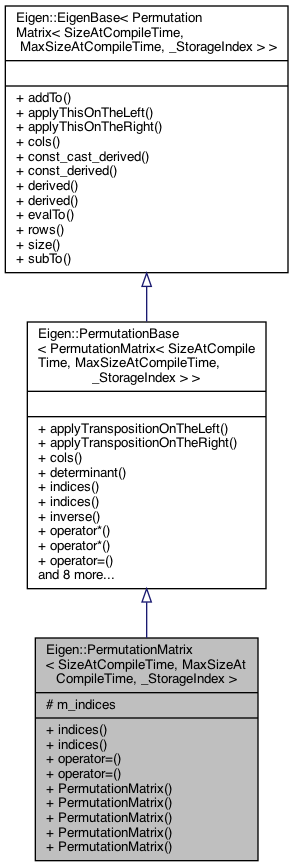 Eigen::EigenBase< Permutation
Matrix< SizeAtCompileTime,
MaxSizeAtCompileTime, _StorageIndex > >
+ addTo()
+ applyThisOnTheLeft()
+ applyThisOnTheRight()
+ cols()
+ const_cast_derived()
+ const_derived()
+ derived()
+ derived()
+ evalTo()
+ rows()
+ size()
+ subTo()
Eigen::PermutationBase
< PermutationMatrix< SizeAtCompile
Time, MaxSizeAtCompileTime,
_StorageIndex > >
+ applyTranspositionOnTheLeft()
+ applyTranspositionOnTheRight()
+ cols()
+ determinant()
+ indices()
+ indices()
+ inverse()
+ operator*()
+ operator*()
+ operator=()
and 8 more...
Eigen::PermutationMatrix
< SizeAtCompileTime, MaxSizeAt
CompileTime, _StorageIndex >
# m_indices
+ indices()
+ indices()
+ operator=()
+ operator=()
+ PermutationMatrix()
+ PermutationMatrix()
+ PermutationMatrix()
+ PermutationMatrix()
+ PermutationMatrix()